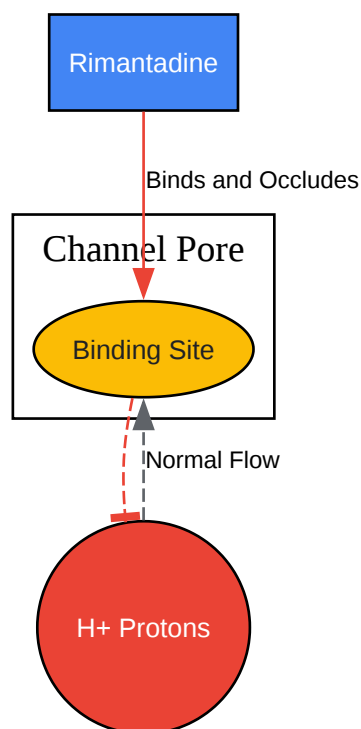 Rimantadine
Binds and Occludes
Channel Pore
Binding Site
Normal Flow
H+ Protons